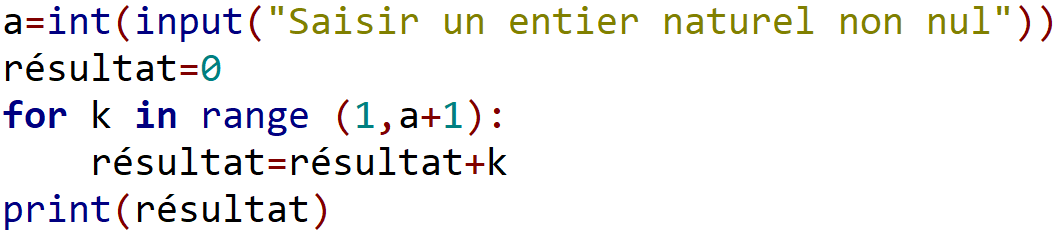 a=int(input("Saisir un entier naturel non nul"))
résultat=0
for k in range (1,a+1):
    résultat=résultat+k
print(résultat)